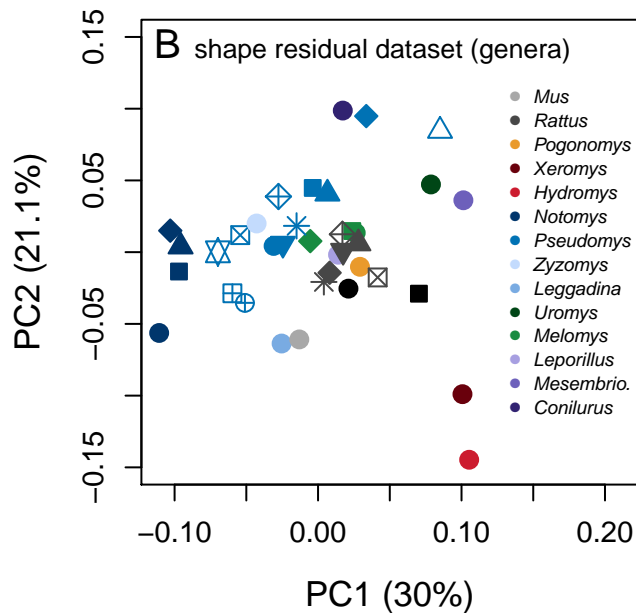 B shape residual dataset (genera)
0.15
0.05
−0.05
−0.15
PC2 (21.1%)
Mus
Rattus
Pogonomys
Xeromys
Hydromys
Notomys
Pseudomys
Zyzomys
Leggadina
Uromys
Melomys
Leporillus
Mesembrio.
Conilurus
−0.10
0.00
0.10
0.20
PC1 (30%)